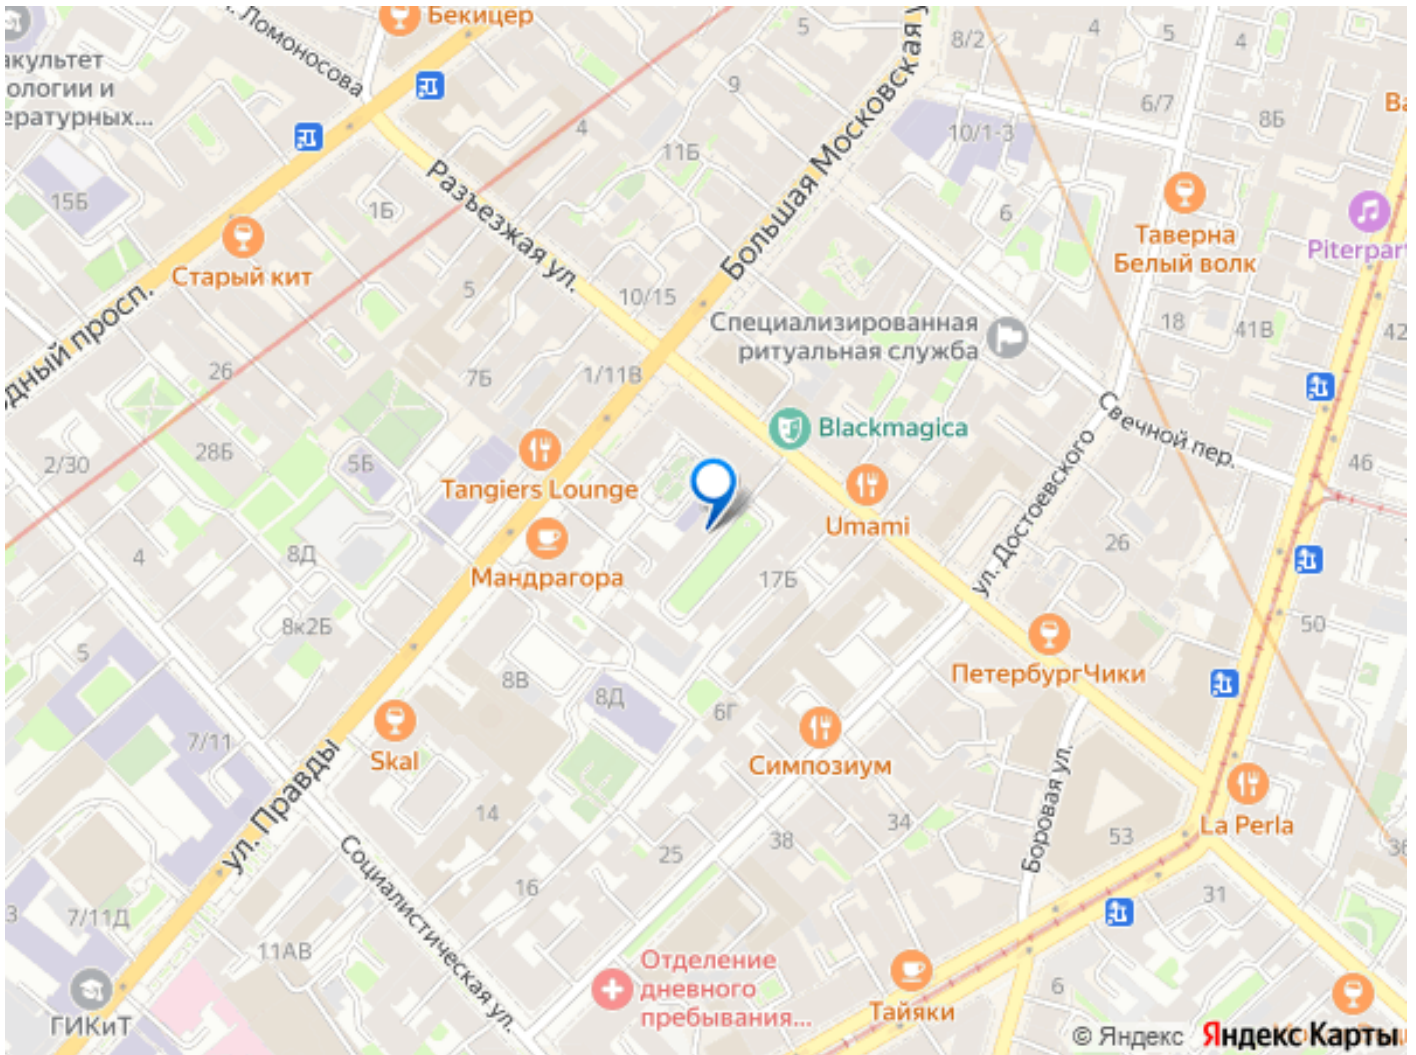 Бекицер
Ломоносова
акультет
ологии и
ературных...
15Б
1Б
Старый кит
Разъезжая ул.
Большая Московская
5
8/2
5
4
6/7
8Б
10/1-3
9
4
11Б
6
Таверна
Белый волк
Piterpart
10/15
5
Специализированная
ритуальная служба
18
41В
42
дный просп.
26
7Б
1/11В
Blackmagica
Свечной пер.
2/30
28Б
5Б
Tangiers Lounge
Umami
ул. Достоевского
46
4
8Д
Мандрагора
17Б
26
8к2Б
50
5
ПетербургЧики
8В
8Д
6Г
7/11
Skal
Симпозиум
ул. Правды
Боровая ул.
La Perla
14
34
53
36
38
25
Социалистическая ул.
16
31
3
7/11Д
11АВ
Отделение
дневного
пребывания...
6
Тайяки
ГИКиТ
© Яндекс Яндекс Карты